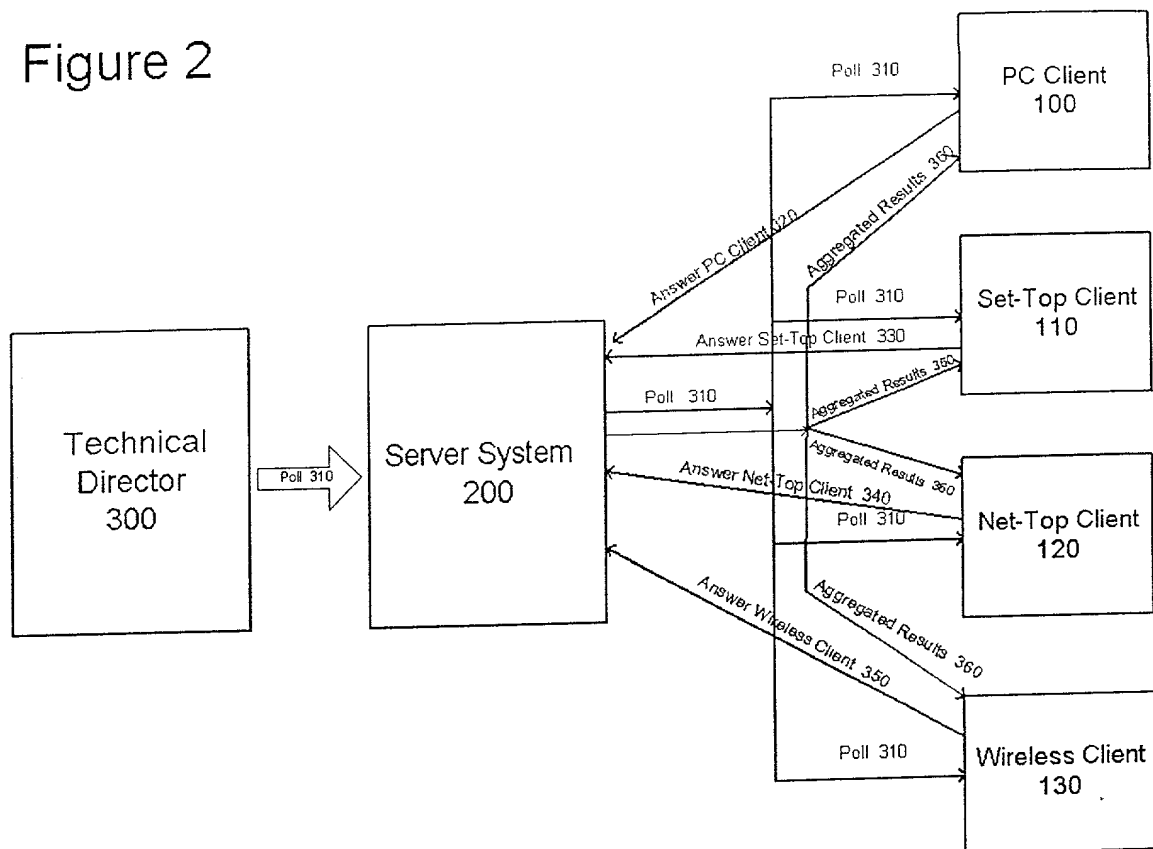 Figure 2
Poll 310
PC Client
100
Aggregated Results 360
Answer PC Client 320
Poll 310
Set-Top Client
110
Answer Set-Top Client 330
Aggregated Results 360
Poll 310
Technical
Director
300
Poll 310
Server System
200
Aggregated Results 360
Answer Net-Top Client 340
Poll 310
Net-Top Client
120
Answer Wireless Client 350
Aggregated Results 360
Poll 310
Wireless Client
130